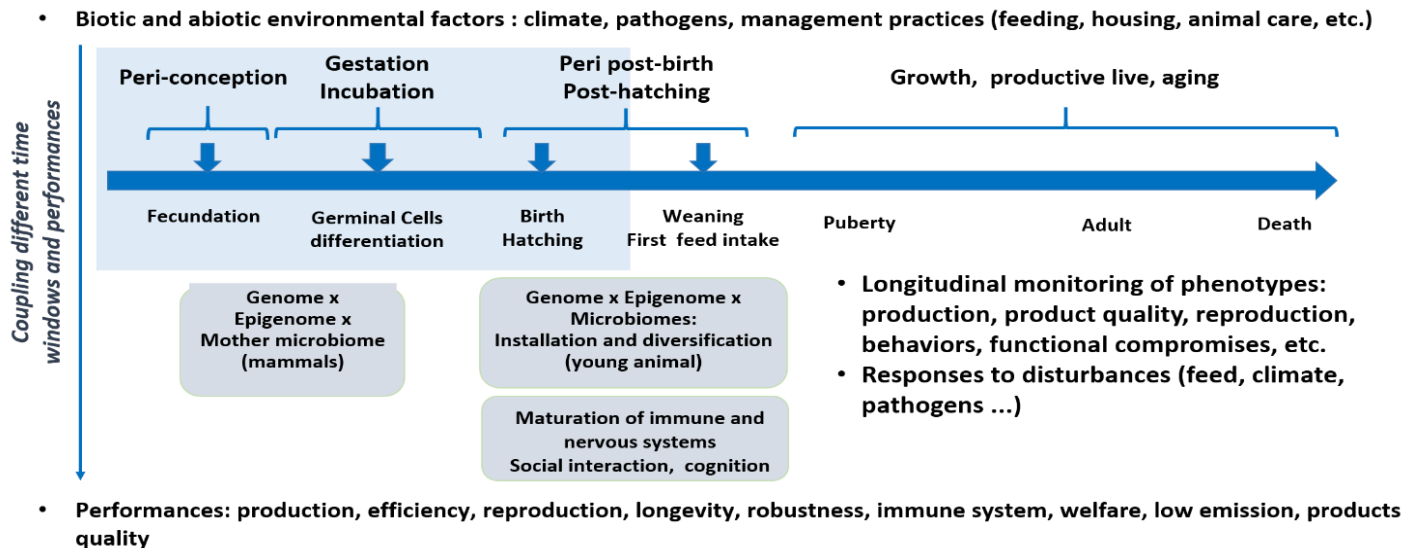 • Biotic and abiotic environmental factors : climate, pathogens, management practices (feeding, housing, animal care, etc.)
Coupling different time
windows and performances
Peri-conception
Gestation
Incubation
Peri post-birth
Post-hatching
Growth, productive live, aging
Fecundation
Germinal Cells
differentiation
Birth
Hatching
Weaning
First feed intake
Puberty
Adult
Death
Genome x
Epigenome x
Mother microbiome
(mammals)
Genome x Epigenome x
Microbiomes:
Installation and diversification
(young animal)
Maturation of immune and
nervous systems
Social interaction, cognition
• Longitudinal monitoring of phenotypes:
production, product quality, reproduction,
behaviors, functional compromises, etc.
• Responses to disturbances (feed, climate,
pathogens ...)
• Performances: production, efficiency, reproduction, longevity, robustness, immune system, welfare, low emission, products
quality